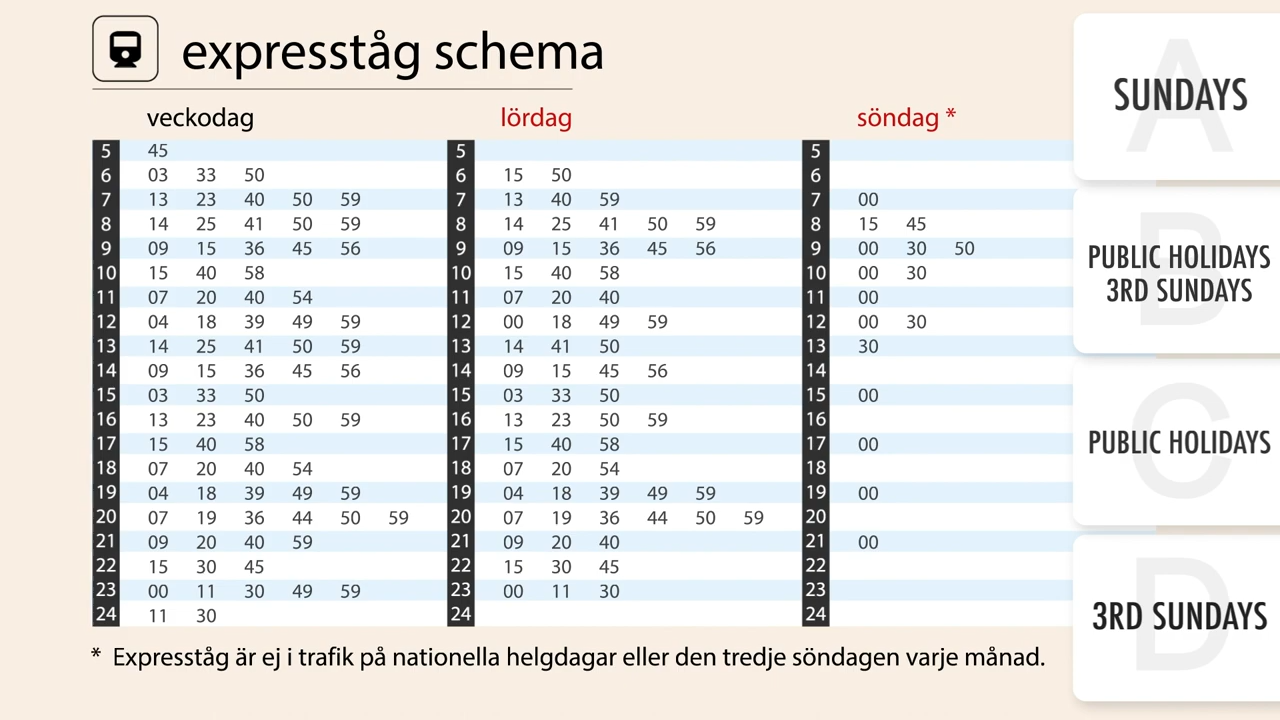 expresståg schema
veckodag lördag söndag *
5 45 5 5
6 03 33 50 6 15 50 6
7 13 23 40 50 59 7 13 40 59 7 00
8 14 25 41 50 59 8 14 25 41 50 59 8 15 45
9 09 15 36 45 56 9 09 15 36 45 56 9 00 30 50
10 15 40 58 10 15 40 58 10 00 30
11 07 20 40 54 11 07 20 40 11 00
12 04 18 39 49 59 12 00 18 49 59 12 00 30
13 14 25 41 50 59 13 14 41 50 13 30
14 09 15 36 45 56 14 09 15 45 56 14
15 03 33 50 15 03 33 50 15 00
16 13 23 40 50 59 16 13 23 50 59 16
17 15 40 58 17 15 40 58 17 00
18 07 20 40 54 18 07 20 54 18
19 04 18 39 49 59 19 04 18 39 49 59 19 00
20 07 19 36 44 50 59 20 07 19 36 44 50 59 20
21 09 20 40 59 21 09 20 40 21 00
22 15 30 45 22 15 30 45 22
23 00 11 30 49 59 23 00 11 30 23
24 11 30 24 24
* Expresståg är ej i trafik på nationella helgdagar eller den tredje söndagen varje månad.
A
SUNDAYS
B
PUBLIC HOLIDAYS
3RD SUNDAYS
C
PUBLIC HOLIDAYS
D
3RD SUNDAYS